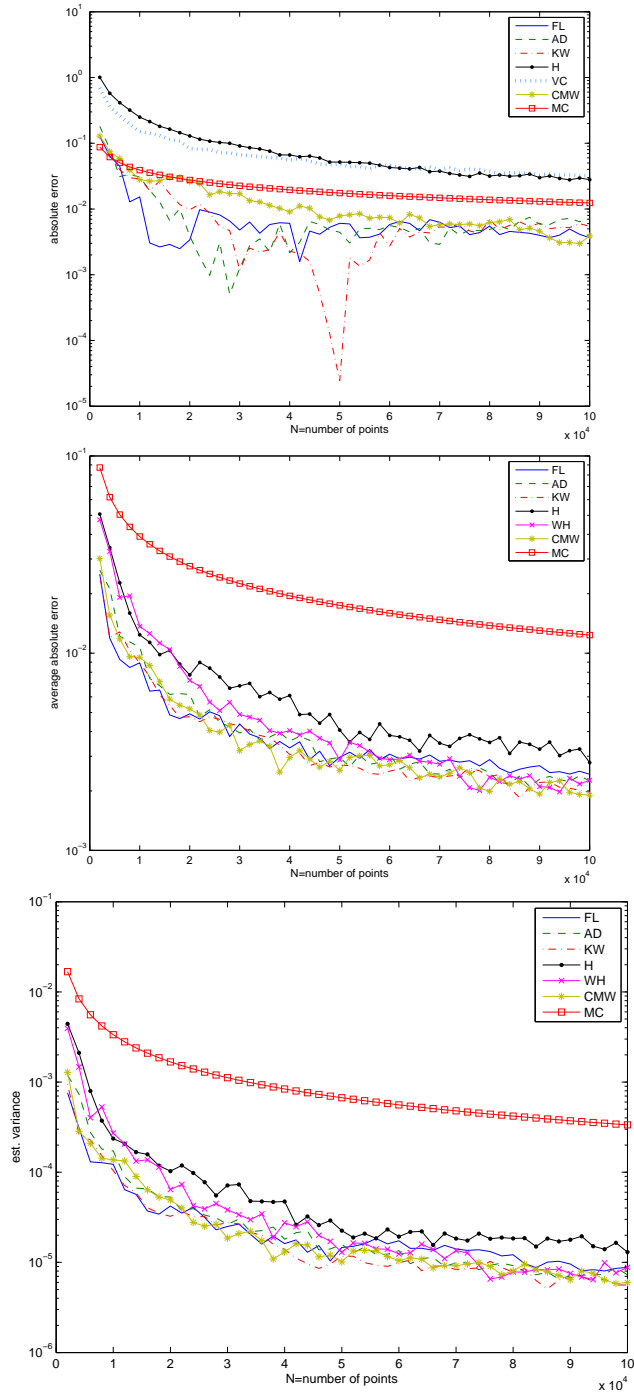 10^1
10^0
10^-1
10^-2
10^-3
10^-4
10^-5
absolute error
FL
AD
KW
H
VC
CMW
MC
0 1 2 3 4 5 6 7 8 9 10
x 10^4
N=number of points
10^-1
10^-2
10^-3
average absolute error
FL
AD
KW
H
WH
CMW
MC
0 1 2 3 4 5 6 7 8 9 10
x 10^4
N=number of points
10^-1
10^-2
10^-3
10^-4
10^-5
10^-6
est. variance
FL
AD
KW
H
WH
CMW
MC
0 1 2 3 4 5 6 7 8 9 10
x 10^4
N=number of points